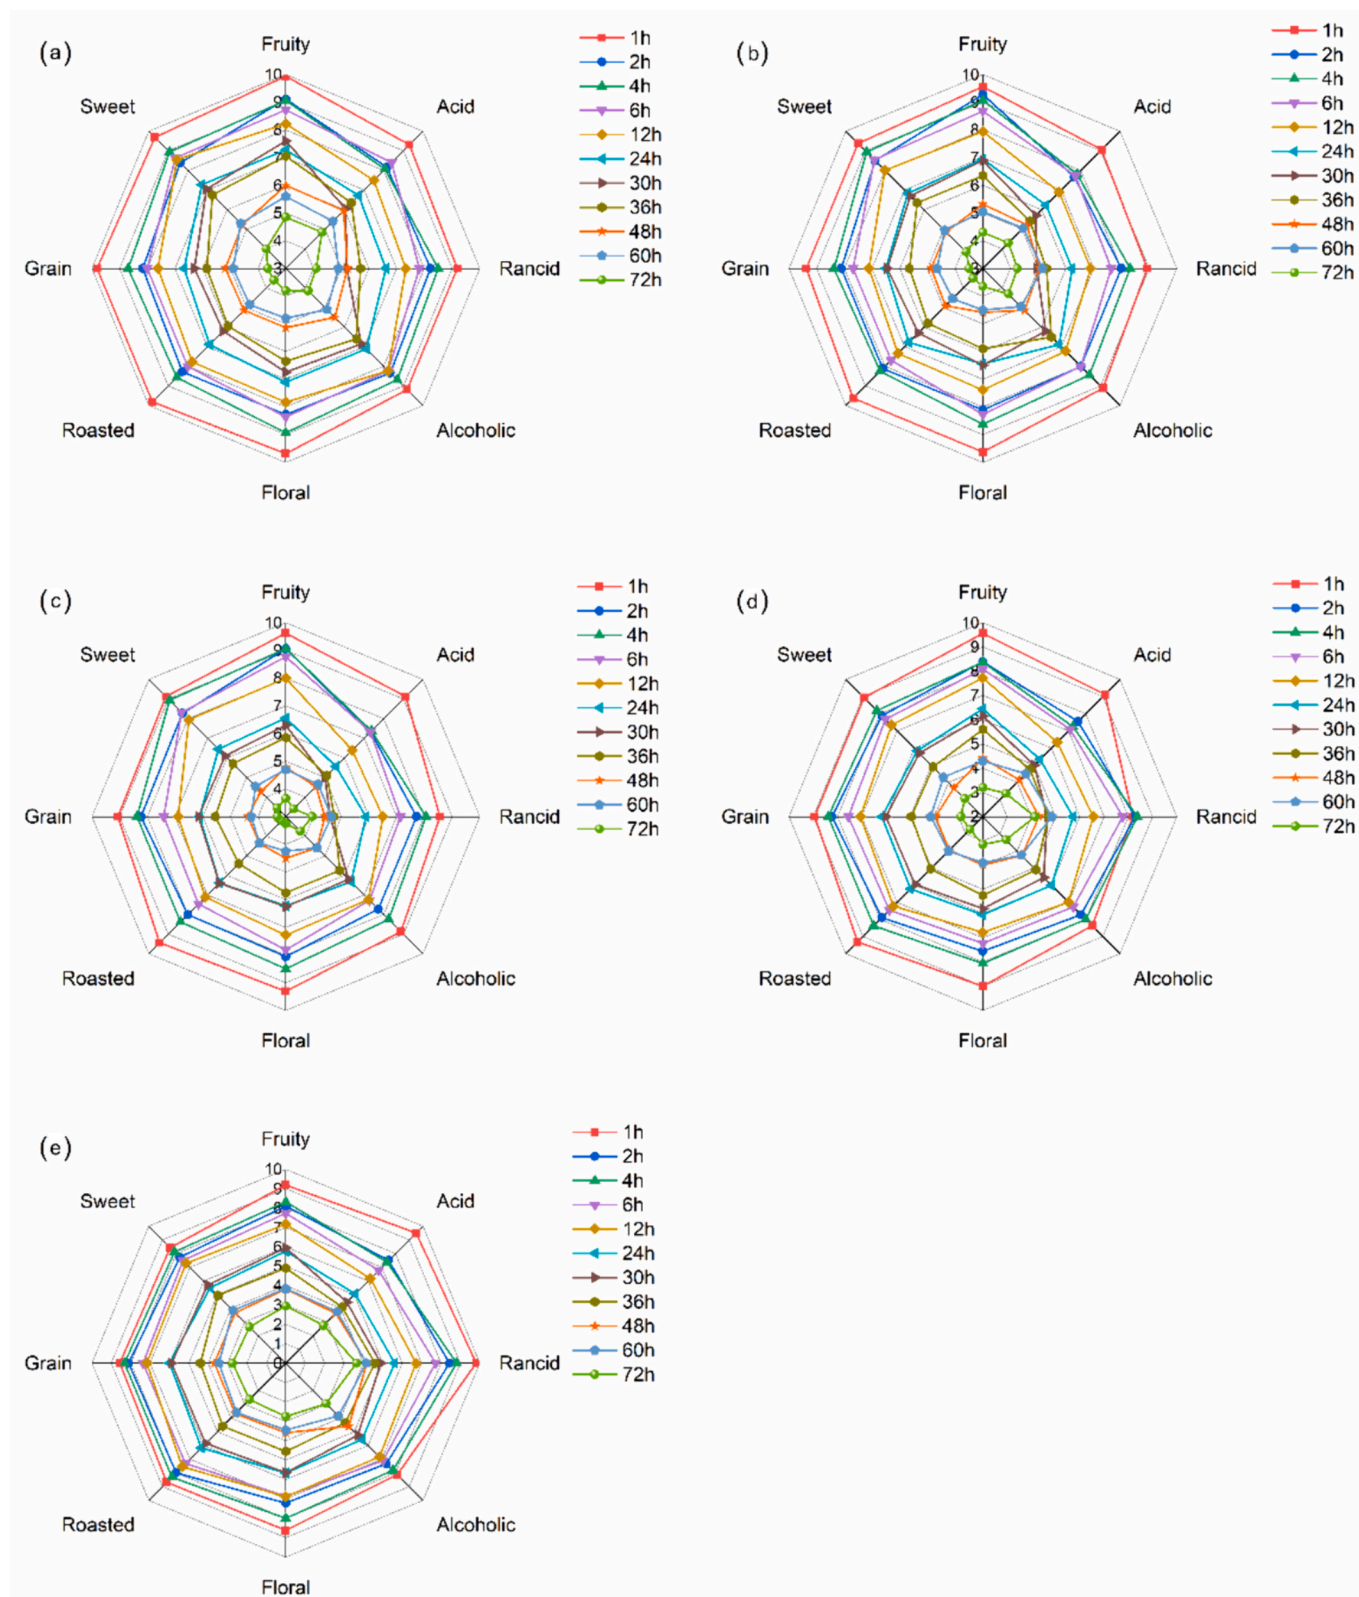 (a)
Fruity
Acid
Rancid
Alcoholic
Floral
Roasted
Grain
Sweet
10
9
8
7
6
5
4
3
1h
2h
4h
6h
12h
24h
30h
36h
48h
60h
72h
(b)
Fruity
Acid
Rancid
Alcoholic
Floral
Roasted
Grain
Sweet
10
9
8
7
6
5
4
3
1h
2h
4h
6h
12h
24h
30h
36h
48h
60h
72h
(c)
Fruity
Acid
Rancid
Alcoholic
Floral
Roasted
Grain
Sweet
10
9
8
7
6
5
4
1h
2h
4h
6h
12h
24h
30h
36h
48h
60h
72h
(d)
Fruity
Acid
Rancid
Alcoholic
Floral
Roasted
Grain
Sweet
10
9
8
7
6
5
4
3
2
1h
2h
4h
6h
12h
24h
30h
36h
48h
60h
72h
(e)
Fruity
Acid
Rancid
Alcoholic
Floral
Roasted
Grain
Sweet
10
9
8
7
6
5
4
3
2
1
0
1h
2h
4h
6h
12h
24h
30h
36h
48h
60h
72h